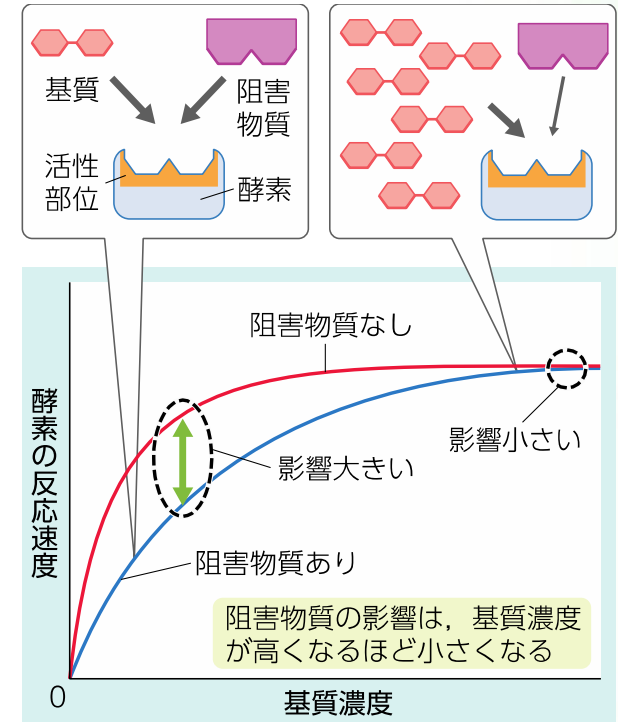 基質
阻害
物質
活性
部位
酵素
阻害物質なし
影響小さい
影響大きい
阻害物質あり
阻害物質の影響は，基質濃度
が高くなるほど小さくなる
酵素の反応速度
0
基質濃度